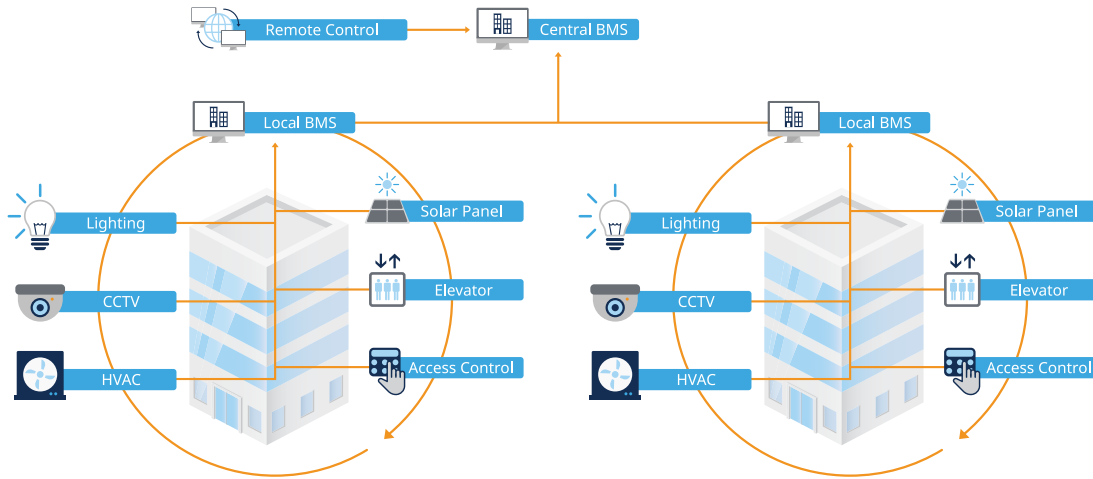 Remote Control
Central BMS
Local BMS
Local BMS
Lighting
Solar Panel
CCTV
Elevator
HVAC
Access Control
Lighting
Solar Panel
CCTV
Elevator
HVAC
Access Control